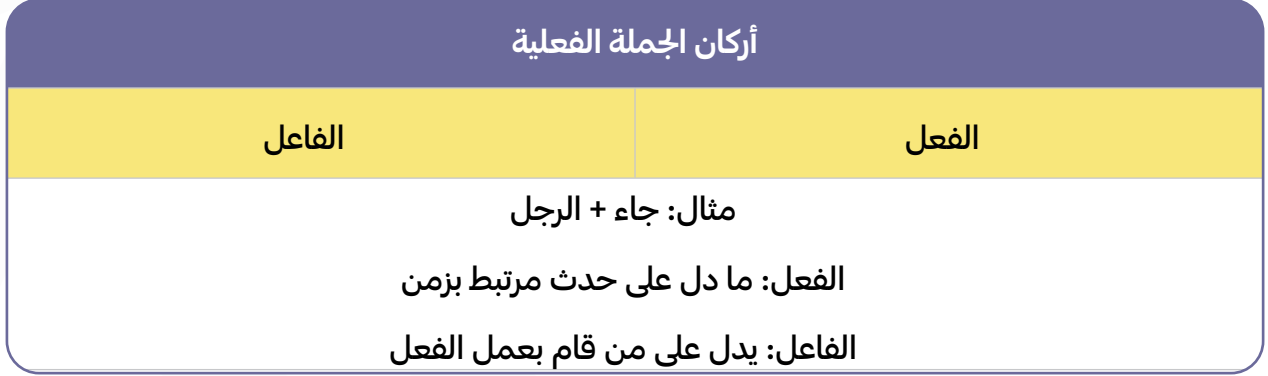 أركان الجملة الفعلية
الفعل
الفاعل
مثال: جاء + الرجل
الفعل: ما دل على حدث مرتبط بزمن
الفاعل: يدل على من قام بعمل الفعل